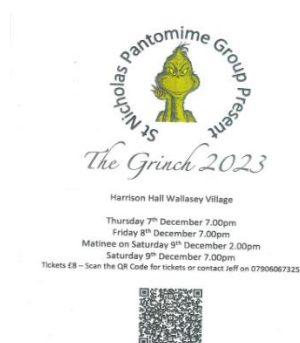 St Nicholas Pantomime Group Present
The Grinch 2023
Harrison Hall Wallasey Village
Thursday 7th December 7.00pm
Friday 8th December 7.00pm
Matinee on Saturday 9th December 2.00pm
Saturday 9th December 7.00pm
Tickets £8 – Scan the QR Code for tickets or contact Jeff on 07906067325